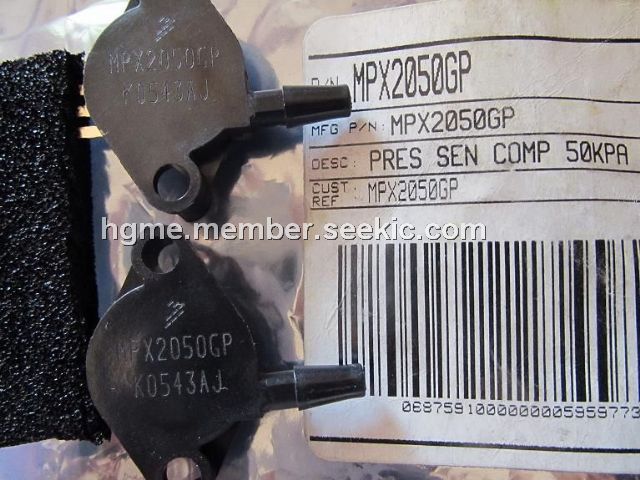 MPX2050GP
K0543AJ
P/N: MPX2050GP
MFG P/N: MPX2050GP
DESC: PRES SEN COMP 50KPA
CUST REF MPX2050GP
hgme.member.seekic.com
MPX2050GP
K0543AJ